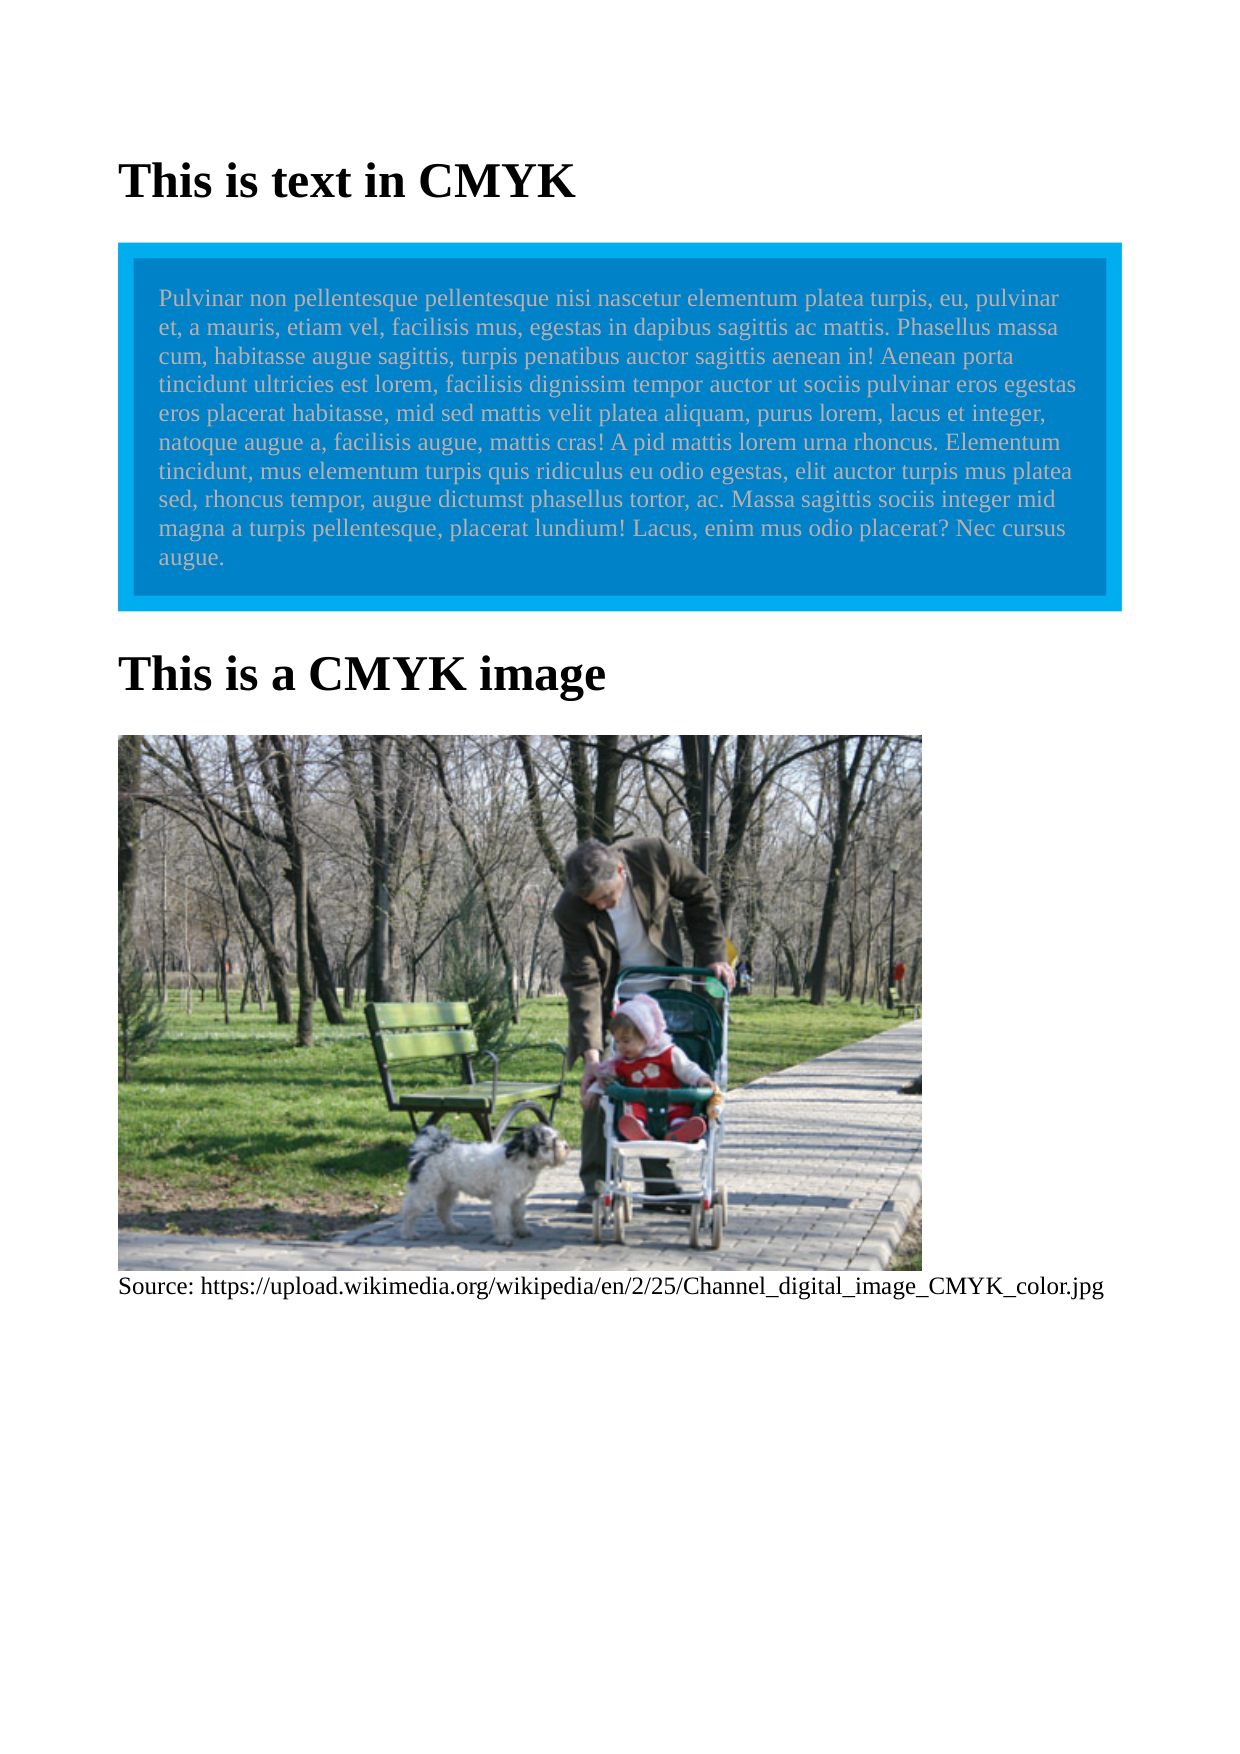 This is text in CMYK
Pulvinar non pellentesque pellentesque nisi nascetur elementum platea turpis, eu, pulvinar
et, a mauris, etiam vel, facilisis mus, egestas in dapibus sagittis ac mattis. Phasellus massa
cum, habitasse augue sagittis, turpis penatibus auctor sagittis aenean in! Aenean porta
tincidunt ultricies est lorem, facilisis dignissim tempor auctor ut sociis pulvinar eros egestas
eros placerat habitasse, mid sed mattis velit platea aliquam, purus lorem, lacus et integer,
natoque augue a, facilisis augue, mattis cras! A pid mattis lorem urna rhoncus. Elementum
tincidunt, mus elementum turpis quis ridiculus eu odio egestas, elit auctor turpis mus platea
sed, rhoncus tempor, augue dictumst phasellus tortor, ac. Massa sagittis sociis integer mid
magna a turpis pellentesque, placerat lundium! Lacus, enim mus odio placerat? Nec cursus
augue.
This is a CMYK image
Source: https://upload.wikimedia.org/wikipedia/en/2/25/Channel_digital_image_CMYK_color.jpg